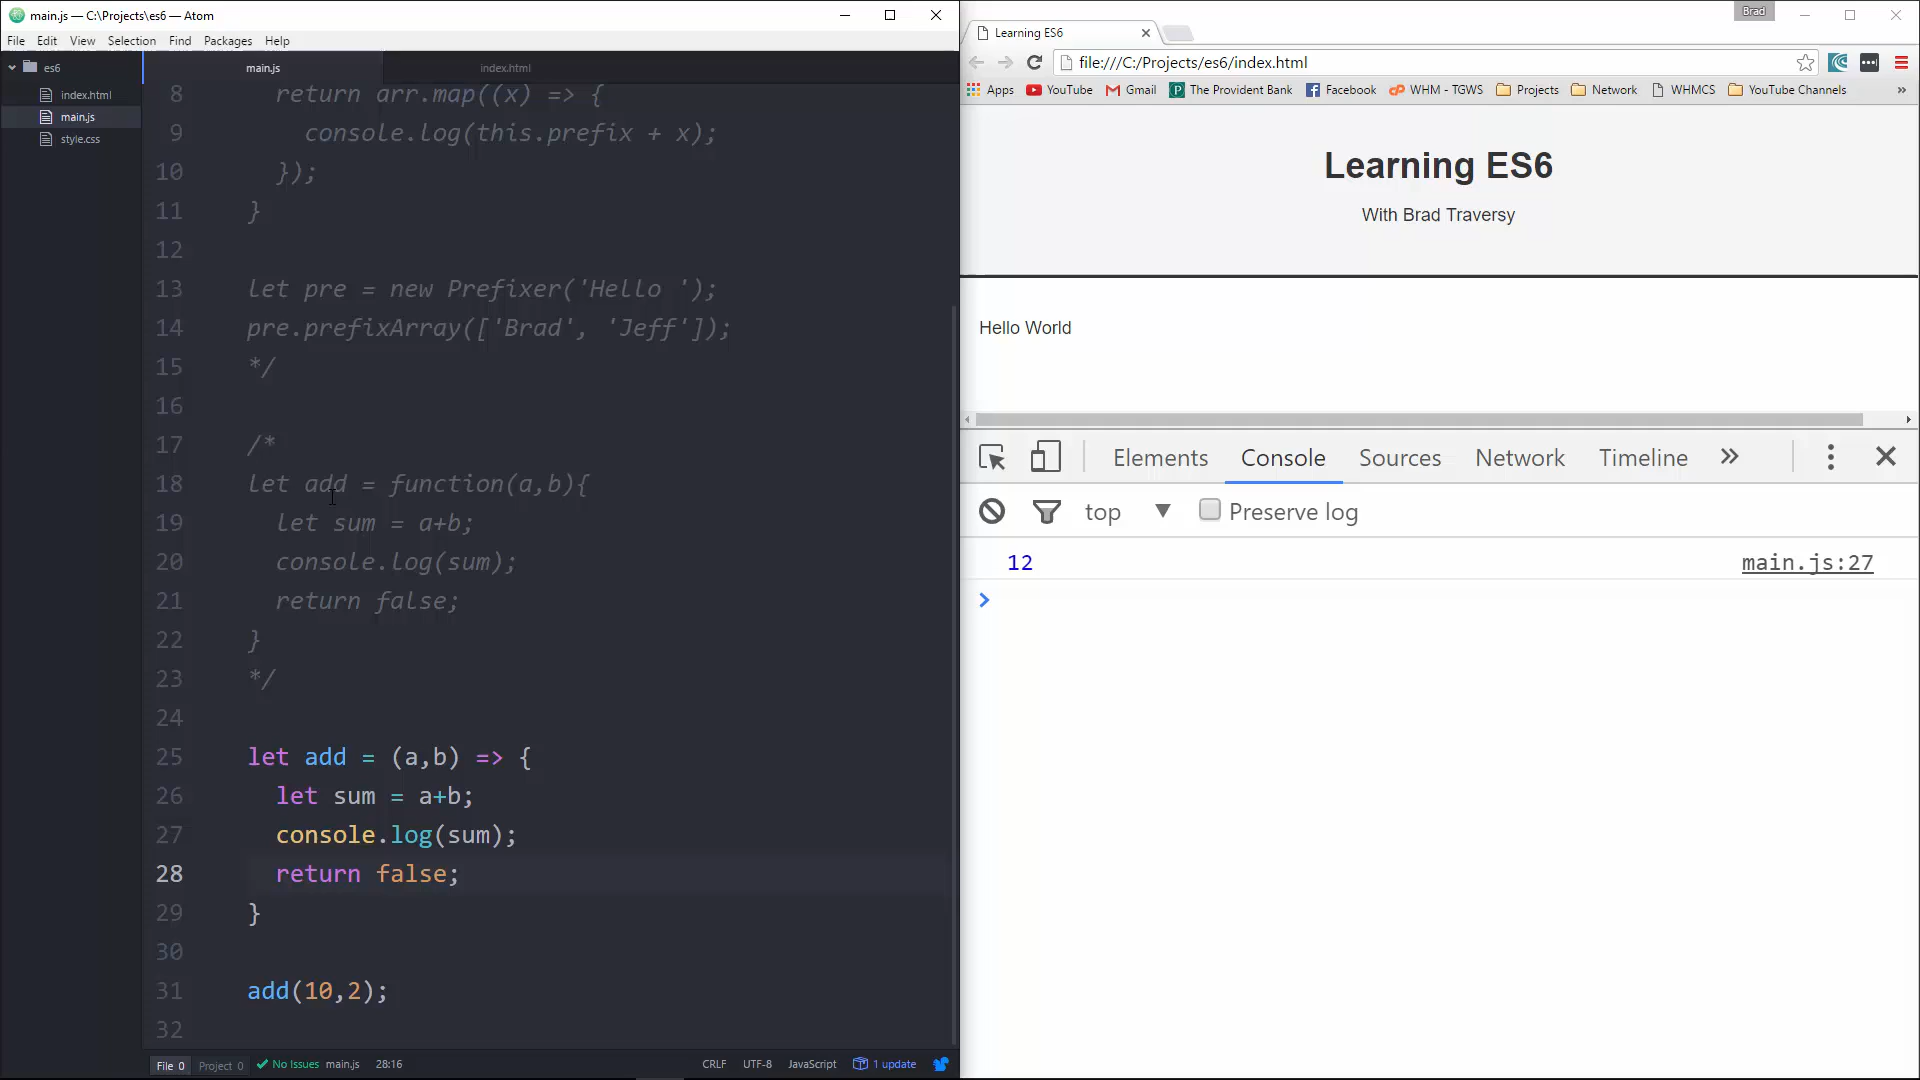 main.js — C:\Projects\es6 — Atom
File Edit View Selection Find Packages Help
es6
index.html
main.js
style.css
main.js index.html
8 return arr.map((x) => {
9 console.log(this.prefix + x);
10 });
11 }
12
13 let pre = new Prefixer('Hello ');
14 pre.prefixArray(['Brad', 'Jeff']);
15 */
16
17 /*
18 let add = function(a,b){
19 let sum = a+b;
20 console.log(sum);
21 return false;
22 }
23 */
24
25 let add = (a,b) => {
26 let sum = a+b;
27 console.log(sum);
28 return false;
29 }
30
31 add(10,2);
32
File 0 Project 0 No Issues main.js 28:16 CRLF UTF-8 JavaScript 1 update
Brad
Learning ES6
file:///C:/Projects/es6/index.html
Apps YouTube Gmail The Provident Bank Facebook WHM - TGWS Projects Network WHMCS YouTube Channels »
Learning ES6
With Brad Traversy
Hello World
Elements Console Sources Network Timeline »
top Preserve log
12 main.js:27